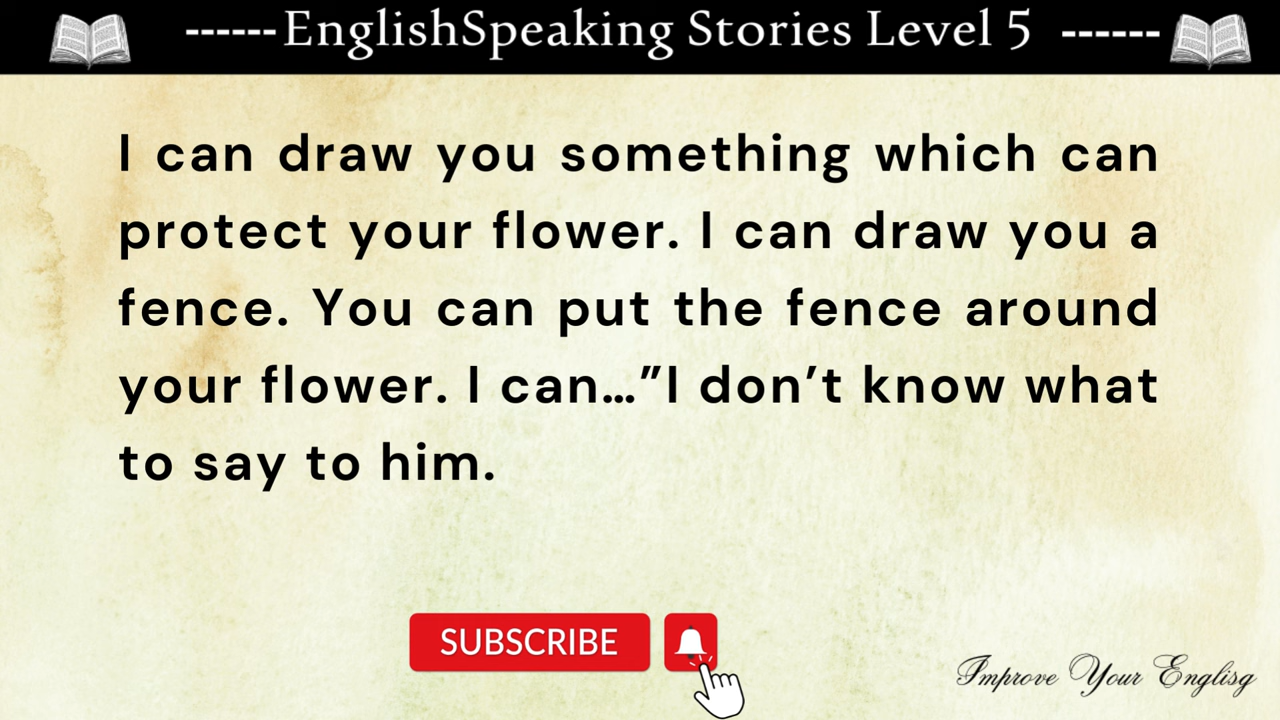 ------EnglishSpeaking Stories Level 5 ------
I can draw you something which can
protect your flower. I can draw you a
fence. You can put the fence around
your flower. I can...”I don’t know what
to say to him.
SUBSCRIBE
Improve Your Englisg